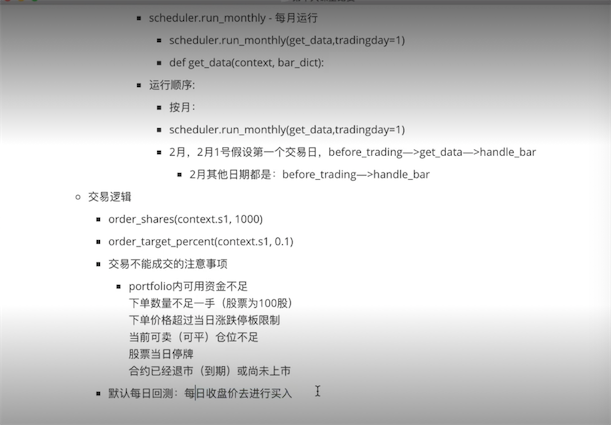 scheduler.run_monthly - 每月运行
scheduler.run_monthly(get_data,tradingday=1)
def get_data(context, bar_dict):
运行顺序:
按月：
scheduler.run_monthly(get_data,tradingday=1)
2月，2月1号假设第一个交易日，before_trading—>get_data—>handle_bar
2月其他日期都是：before_trading—>handle_bar
交易逻辑
order_shares(context.s1, 1000)
order_target_percent(context.s1, 0.1)
交易不能成交的注意事项
portfolio内可用资金不足
下单数量不足一手（股票为100股）
下单价格超过当日涨跌停板限制
当前可卖（可平）仓位不足
股票当日停牌
合约已经退市（到期）或尚未上市
默认每日回测：每日收盘价去进行买入